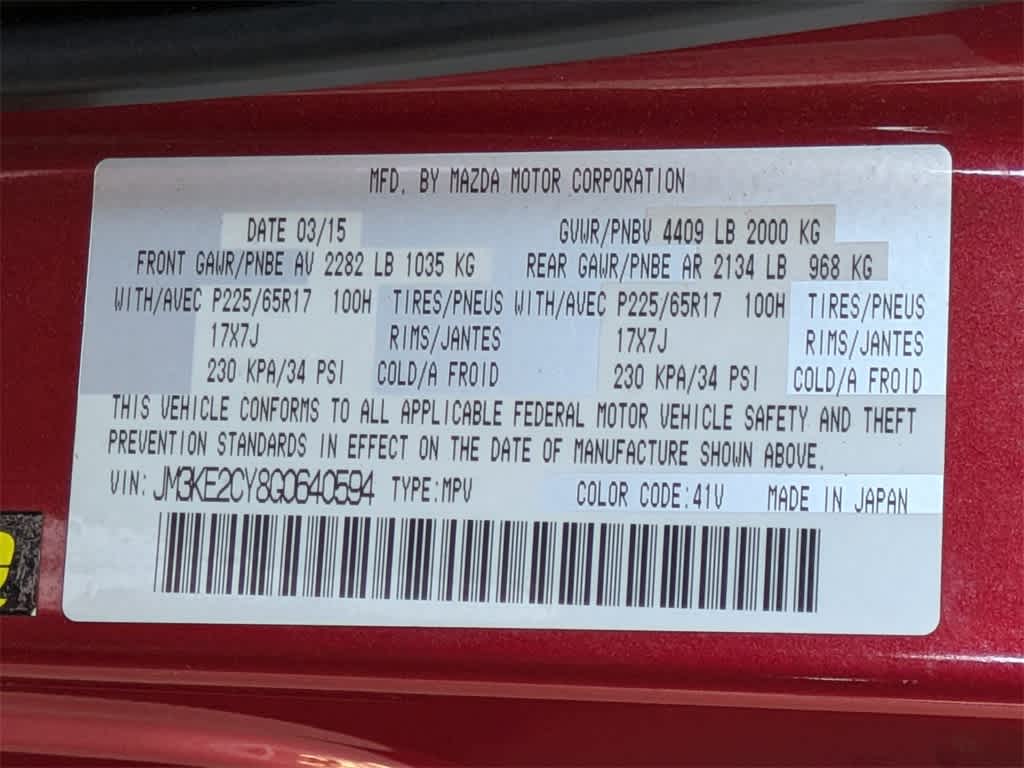 MFD. BY MAZDA MOTOR CORPORATION
DATE 03/15 GVWR/PNBV 4409 LB 2000 KG
FRONT GAWR/PNBE AV 2282 LB 1035 KG REAR GAWR/PNBE AR 2134 LB 968 KG
WITH/AVEC P225/65R17 100H TIRES/PNEUS WITH/AVEC P225/65R17 100H TIRES/PNEUS
17X7J RIMS/JANTES 17X7J RIMS/JANTES
230 KPA/34 PSI COLD/A FROID 230 KPA/34 PSI COLD/A FROID
THIS VEHICLE CONFORMS TO ALL APPLICABLE FEDERAL MOTOR VEHICLE SAFETY AND THEFT
PREVENTION STANDARDS IN EFFECT ON THE DATE OF MANUFACTURE SHOWN ABOVE.
VIN: JM3KE2CY8G0640594 TYPE:MPV COLOR CODE:41V MADE IN JAPAN